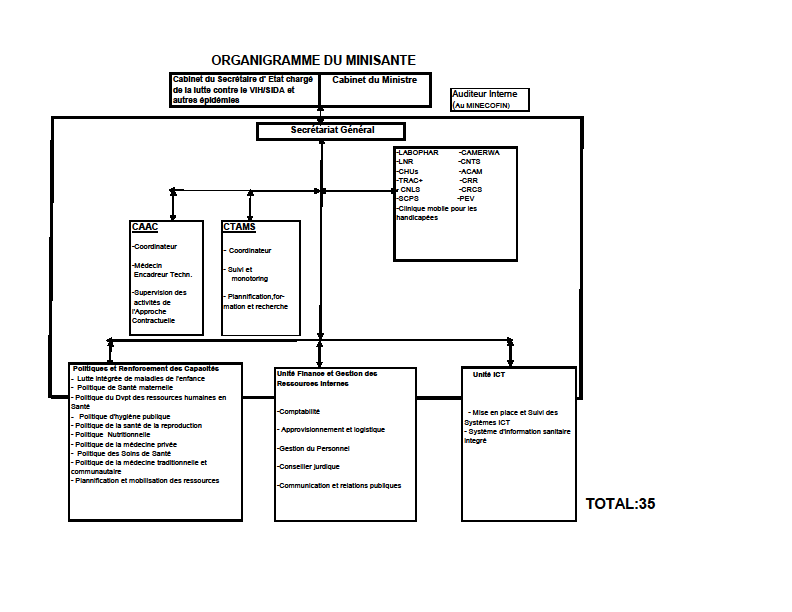 ORGANIGRAMME DU MINISANTE
Cabinet du Secrétaire d' Etat chargé
de la lutte contre le VIH/SIDA et
autres épidémies
Cabinet du Ministre
Auditeur Interne
(Au MINECOFIN)
Secrétariat Général
-LABOPHAR -CAMERWA
-LNR -CNTS
-CHUs -ACAM
-TRAC+ -CRR
- CNLS -CRCS
-SCPS -PEV
-Clinique mobile pour les
handicapées
CAAC
-Coordinateur
-Médecin
Encadreur Techn.
-Supervision des
activités de
l'Approche
Contractuelle
CTAMS
- Coordinateur
- Suivi et
monotoring
- Plannification,for-
mation et recherche
Politiques et Renforcement des Capacités
- Lutte intégrée de maladies de l'enfance
- Politique de Santé maternelle
- Politique du Dvpt des ressources humaines en
Santé
- Politique d'hygiène publique
- Politique de la santé de la reproduction
- Politique Nutritionnelle
- Politique de la médecine privée
- Politique des Soins de Santé
- Politique de la médecine traditionnelle et
communautaire
- Plannification et mobilisation des ressources
Unité Finance et Gestion des
Ressources Internes
-Comptabilité
- Approvisionnement et logistique
-Gestion du Personnel
-Conseiller jurdique
-Communication et relations publiques
Unité ICT
- Mise en place et Suivi des
Systèmes ICT
- Système d'information sanitaire
integré
TOTAL:35